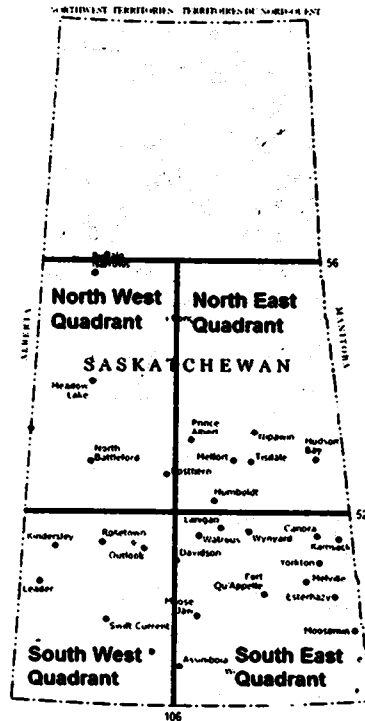 NORTHWEST TERRITORIES TERRITOIRES DU NORD-OUEST
56
North West
Quadrant
North East
Quadrant
ALBERTA
MANITOBA
SASKATCHEWAN
Meadow
Lake
Prince
Albert
Nipawin
Hudson
Bay
North
Battleford
Melfort
Tisdale
Rosthern
Humboldt
52
Lanigan
Watrous
Wynyard
Canora
Kamsack
Kindersley
Rosetown
Outlook
Davidson
Yorkton
Leader
Fort
Qu'Appelle
Melville
Esterhazy
Moose
Jaw
Swift Current
Moosomin
South West
Quadrant
Assiniboia
South East
Quadrant
106